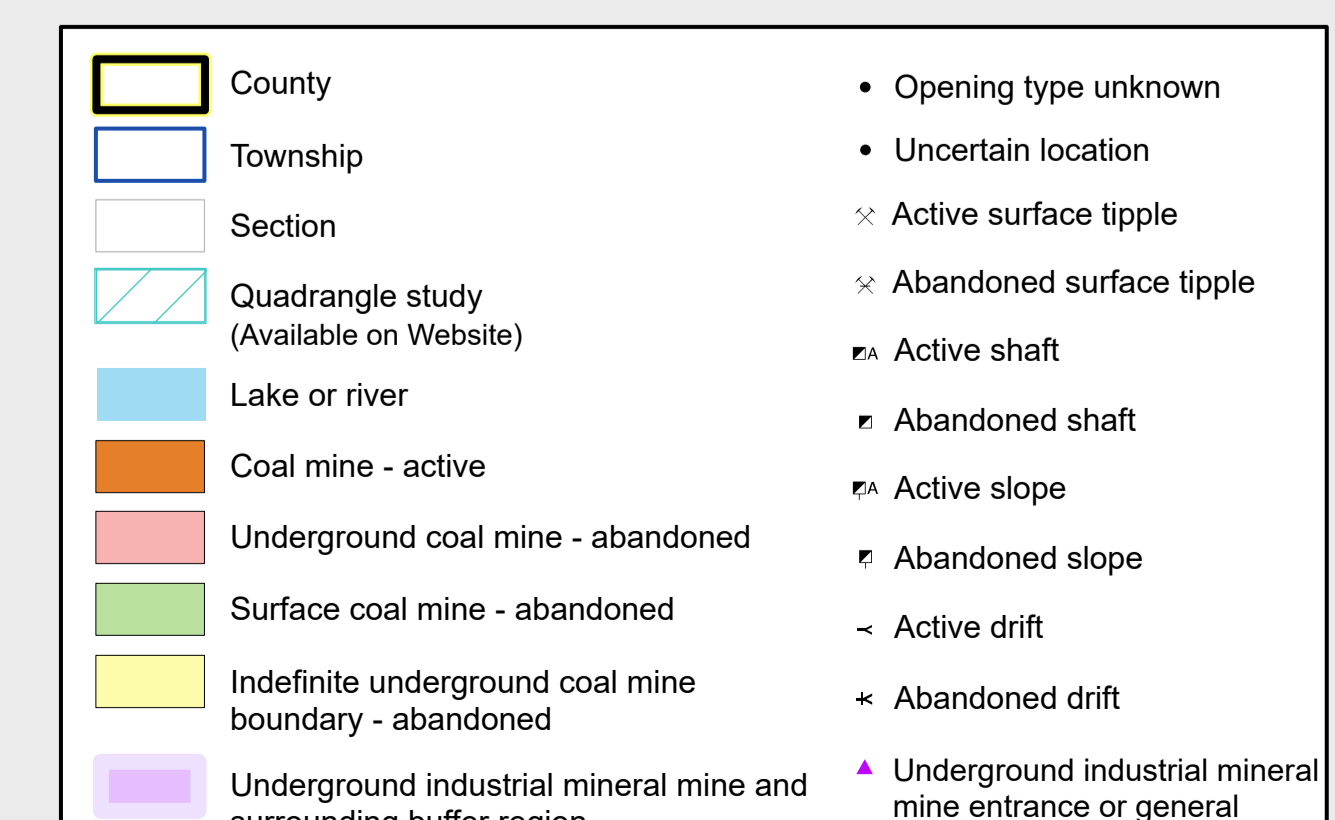 County
Township
Section
Quadrangle study
(Available on Website)
Lake or river
Coal mine - active
Underground coal mine - abandoned
Surface coal mine - abandoned
Indefinite underground coal mine
boundary - abandoned
Underground industrial mineral mine and
surrounding buffer region
Opening type unknown
Uncertain location
Active surface tipple
Abandoned surface tipple
A Active shaft
Abandoned shaft
A Active slope
Abandoned slope
Active drift
Abandoned drift
Underground industrial mineral
mine entrance or general